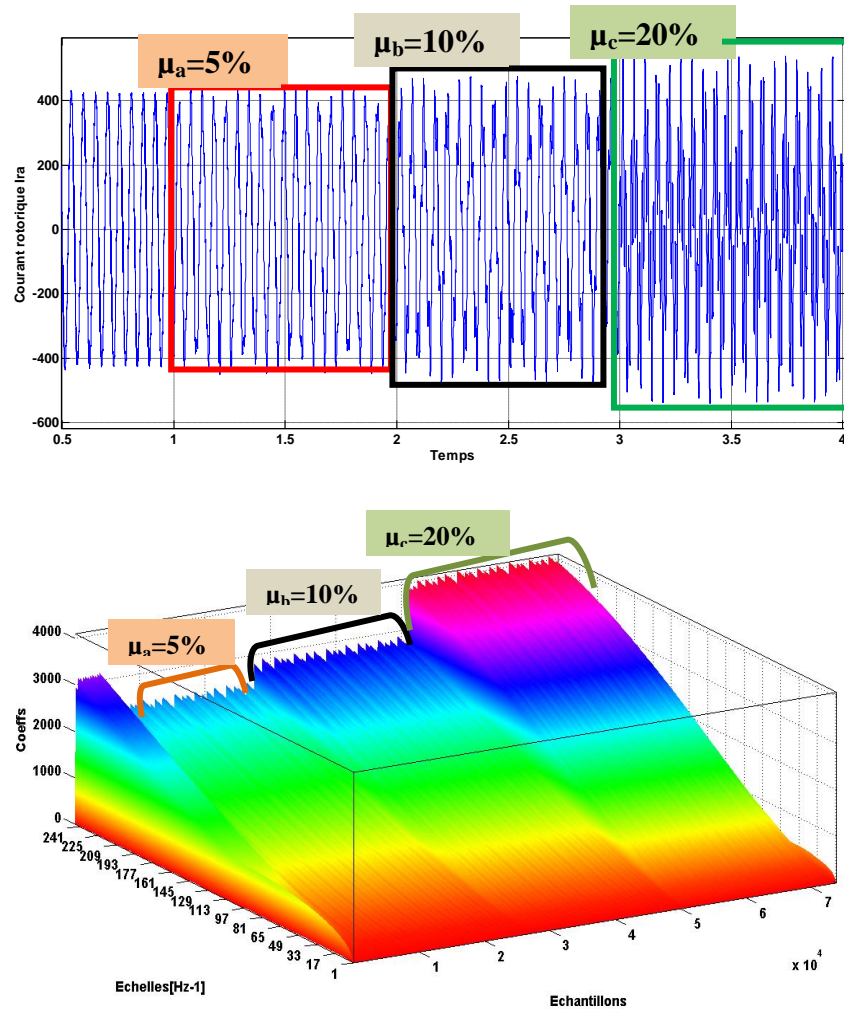 μa=5%
μb=10%
μc=20%
400
200
0
-200
-400
-600
Courant rotorique Ira
0.5 1 1.5 2 2.5 3 3.5 4
Temps
μc=20%
μb=10%
μa=5%
4000
3000
2000
1000
0
Coeffs
241
225
209
193
177
161
145
129
113
97
81
65
49
33
17
1
1
2
3
4
5
6
7
x 10^4
Echelles[Hz-1]
Echantillons